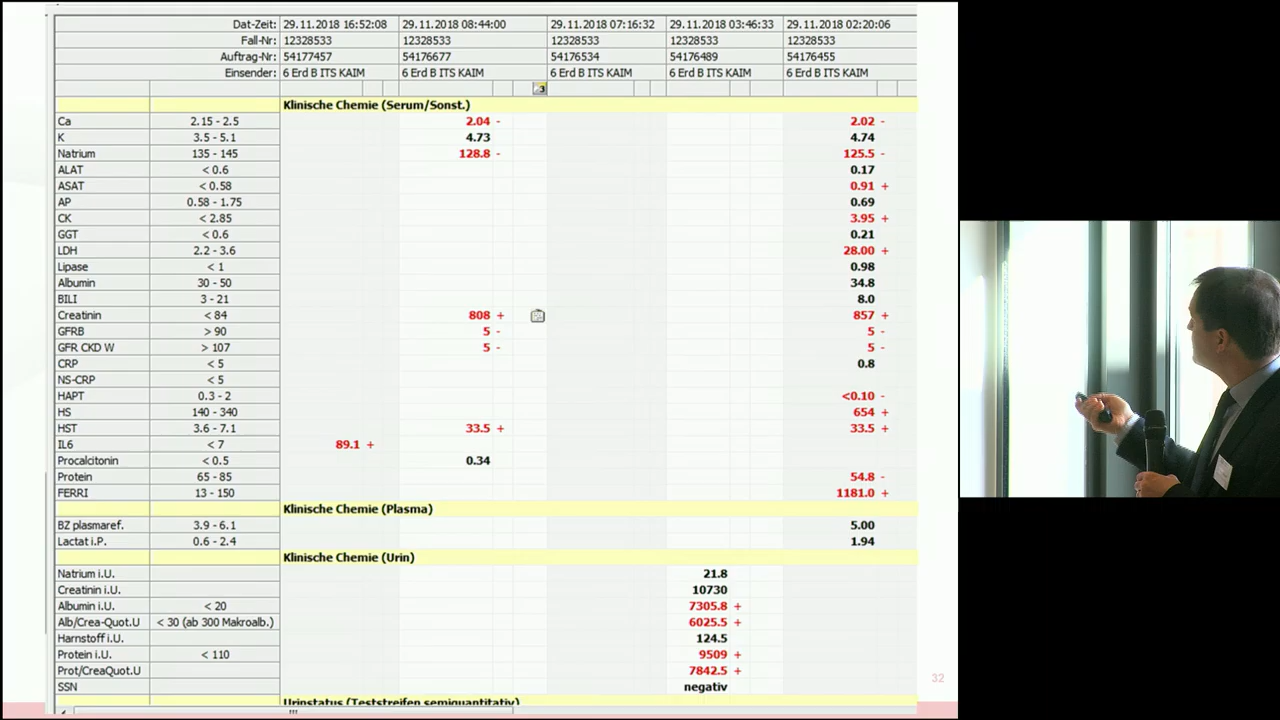 Dat-Zeit: 29.11.2018 16:52:08 29.11.2018 08:44:00 29.11.2018 07:16:32 29.11.2018 03:46:33 29.11.2018 02:20:06
Fall-Nr: 12328533 12328533 12328533 12328533 12328533
Auftrag-Nr: 54177457 54176677 54176534 54176489 54176455
Einsender: 6 Erd B ITS KAIM 6 Erd B ITS KAIM 6 Erd B ITS KAIM 6 Erd B ITS KAIM 6 Erd B ITS KAIM
3
Klinische Chemie (Serum/Sonst.)
Ca 2.15 - 2.5 2.04 - 2.02 -
K 3.5 - 5.1 4.73 4.74
Natrium 135 - 145 128.8 - 125.5 -
ALAT < 0.6 0.17
ASAT < 0.58 0.91 +
AP 0.58 - 1.75 0.69
CK < 2.85 3.95 +
GGT < 0.6 0.21
LDH 2.2 - 3.6 28.00 +
Lipase < 1 0.98
Albumin 30 - 50 34.8
BILI 3 - 21 8.0
Creatinin < 84 808 + 857 +
GFRB > 90 5 - 5 -
GFR CKD W > 107 5 - 5 -
CRP < 5 0.8
NS-CRP < 5
HAPT 0.3 - 2 <0.10 -
HS 140 - 340 654 +
HST 3.6 - 7.1 33.5 + 33.5 +
IL6 < 7 89.1 +
Procalcitonin < 0.5 0.34
Protein 65 - 85 54.8 -
FERRI 13 - 150 1181.0 +
Klinische Chemie (Plasma)
BZ plasmaref. 3.9 - 6.1 5.00
Lactat i.P. 0.6 - 2.4 1.94
Klinische Chemie (Urin)
Natrium i.U. 21.8
Creatinin i.U. 10730
Albumin i.U. < 20 7305.8 +
Alb/Crea-Quot.U < 30 (ab 300 Makroalb.) 6025.5 +
Harnstoff i.U. 124.5
Protein i.U. < 110 9509 +
Prot/CreaQuot.U 7842.5 +
SSN negativ
Urinstatus (Teststreifen semiquantitativ)
32